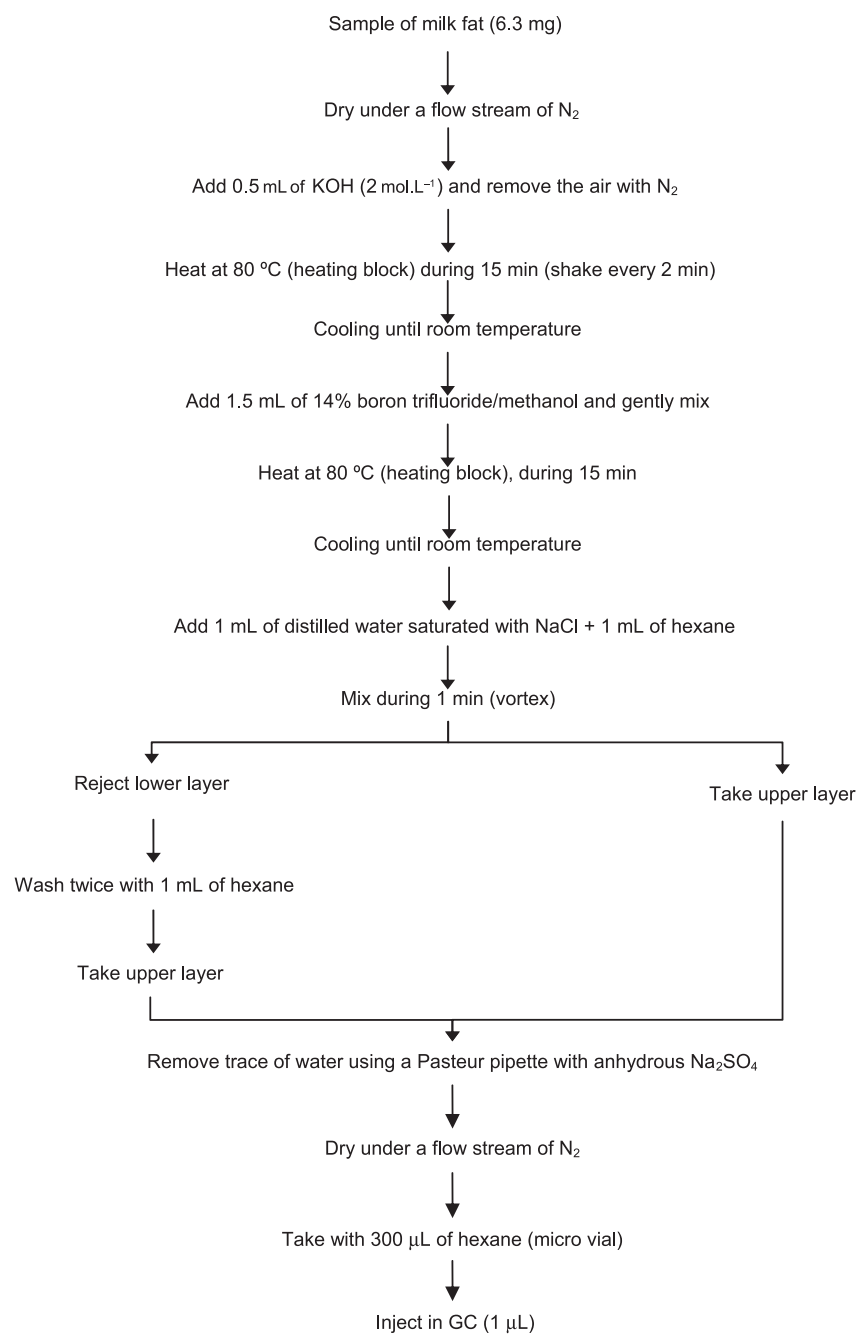 Sample of milk fat (6.3 mg)
Dry under a flow stream of N₂
Add 0.5 mL of KOH (2 mol.L⁻¹) and remove the air with N₂
Heat at 80 ºC (heating block) during 15 min (shake every 2 min)
Cooling until room temperature
Add 1.5 mL of 14% boron trifluoride/methanol and gently mix
Heat at 80 ºC (heating block), during 15 min
Cooling until room temperature
Add 1 mL of distilled water saturated with NaCl + 1 mL of hexane
Mix during 1 min (vortex)
Reject lower layer
Take upper layer
Wash twice with 1 mL of hexane
Take upper layer
Remove trace of water using a Pasteur pipette with anhydrous Na₂SO₄
Dry under a flow stream of N₂
Take with 300 µL of hexane (micro vial)
Inject in GC (1 µL)